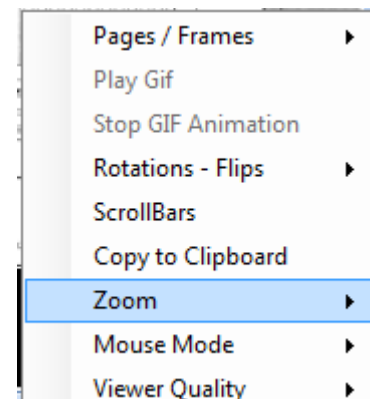 Pages / Frames
Play Gif
Stop GIF Animation
Rotations - Flips
ScrollBars
Copy to Clipboard
Zoom
Mouse Mode
Viewer Quality